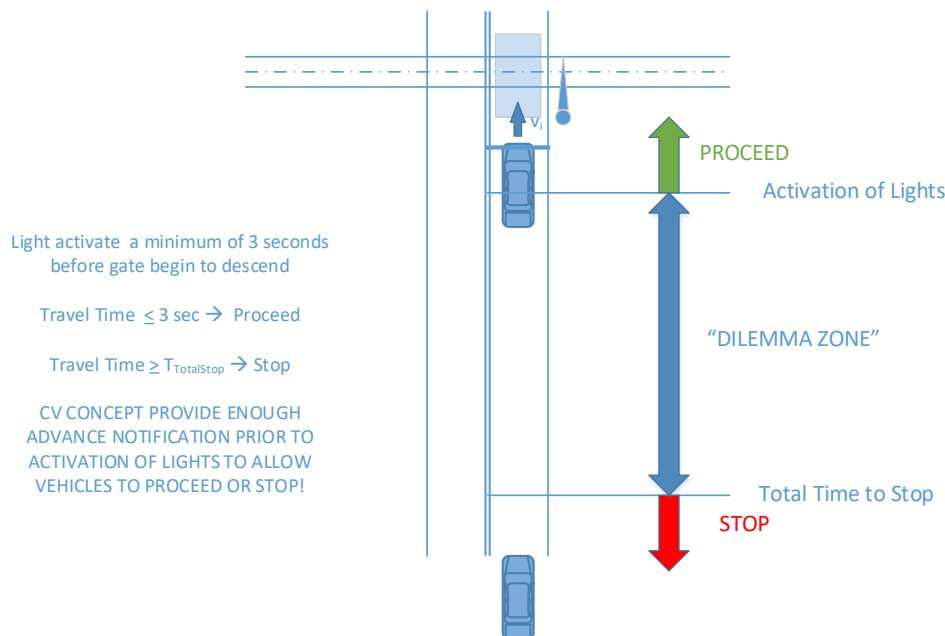 Vi
PROCEED
Activation of Lights
Light activate a minimum of 3 seconds
before gate begin to descend
Travel Time ≤ 3 sec → Proceed
"DILEMMA ZONE"
Travel Time ≥ TTotalStop → Stop
CV CONCEPT PROVIDE ENOUGH
ADVANCE NOTIFICATION PRIOR TO
ACTIVATION OF LIGHTS TO ALLOW
VEHICLES TO PROCEED OR STOP!
Total Time to Stop
STOP